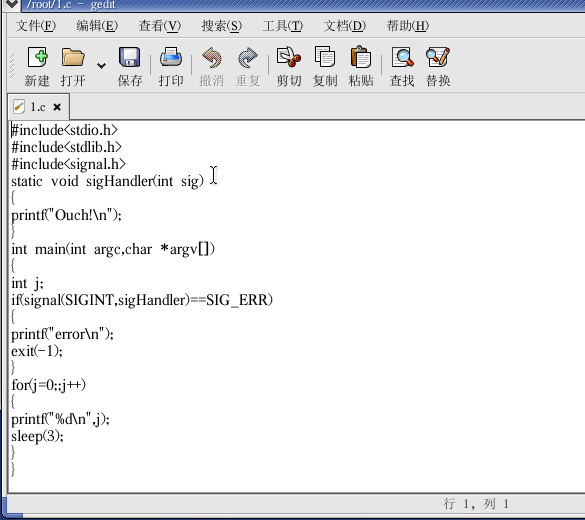 /root/1.c - gedit
文件(F) 编辑(E) 查看(V) 搜索(S) 工具(T) 文档(D) 帮助(H)
新建 打开 保存 打印 撤消 重复 剪切 复制 粘贴 查找 替换
1.c
#include<stdio.h>
#include<stdlib.h>
#include<signal.h>
static void sigHandler(int sig)
{
printf("Ouch!\n");
}
int main(int argc,char *argv[])
{
int j;
if(signal(SIGINT,sigHandler)==SIG_ERR)
{
printf("error\n");
exit(-1);
}
for(j=0;;j++)
{
printf("%d\n",j);
sleep(3);
}
}
行 1, 列 1